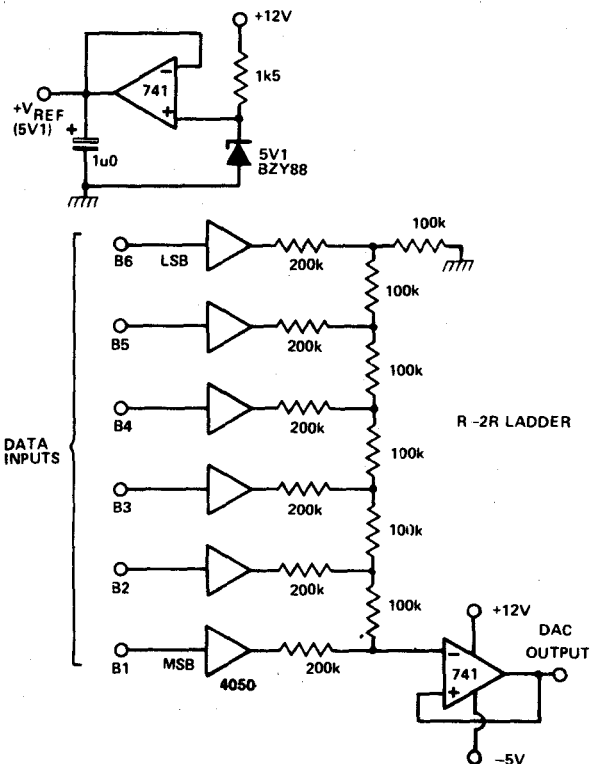 +12V
1k5
741
−
+
+VREF
(5V1)
+
1u0
5V1
BZY88
100k
B6
LSB
200k
100k
B5
200k
100k
B4
200k
R-2R LADDER
DATA
INPUTS
100k
B3
200k
100k
B2
200k
100k
+12V
DAC
OUTPUT
B1
MSB
4050
200k
−
741
+
−5V